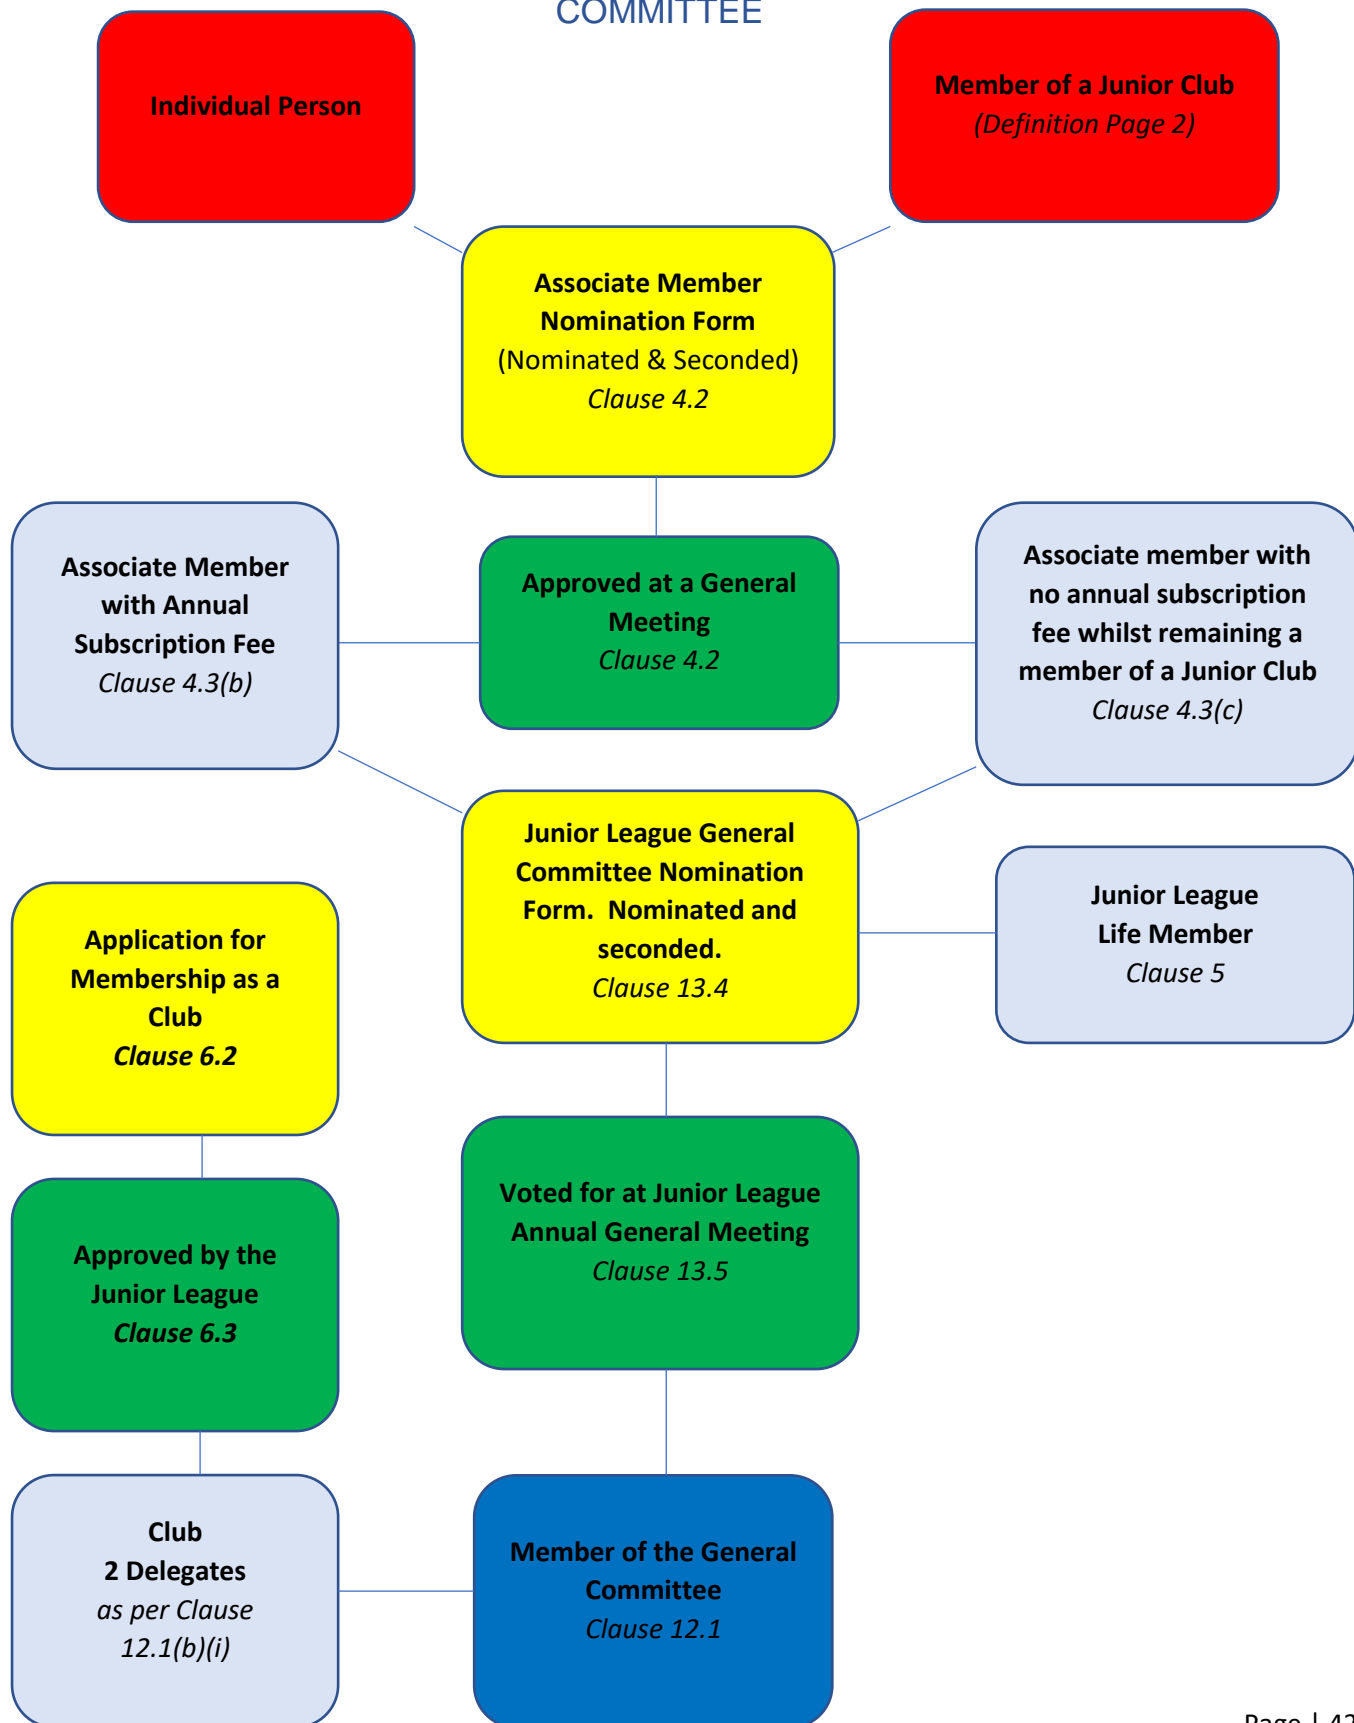 COMMITTEE
Individual Person
Member of a Junior Club
(Definition Page 2)
Associate Member
Nomination Form
(Nominated & Seconded)
Clause 4.2
Associate Member
with Annual
Subscription Fee
Clause 4.3(b)
Approved at a General
Meeting
Clause 4.2
Associate member with
no annual subscription
fee whilst remaining a
member of a Junior Club
Clause 4.3(c)
Junior League General
Committee Nomination
Form.  Nominated and
seconded.
Clause 13.4
Junior League
Life Member
Clause 5
Application for
Membership as a
Club
Clause 6.2
Voted for at Junior League
Annual General Meeting
Clause 13.5
Approved by the
Junior League
Clause 6.3
Club
2 Delegates
as per Clause
12.1(b)(i)
Member of the General
Committee
Clause 12.1
Page | 42